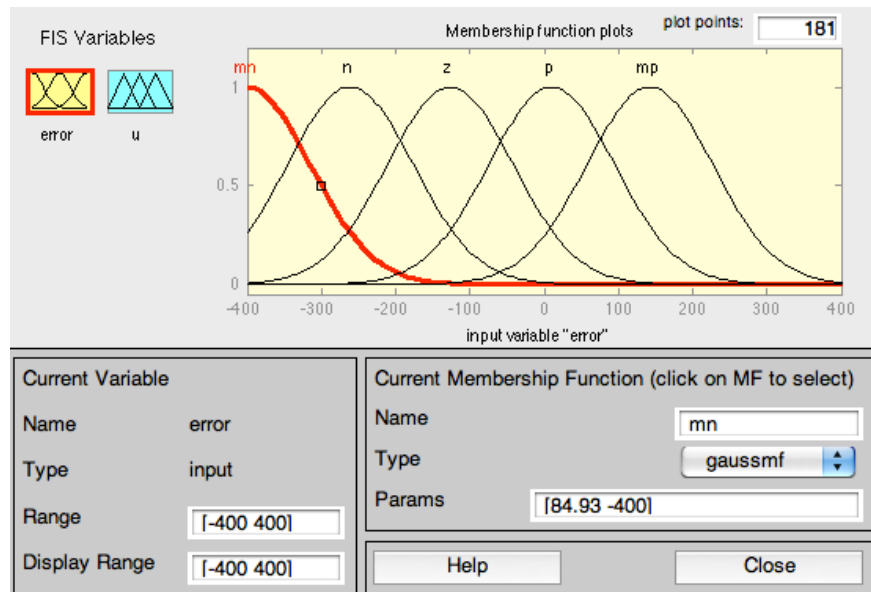 FIS Variables
Membership function plots
plot points:
181
error
u
mn
n
z
p
mp
1
0.5
0
-400
-300
-200
-100
0
100
200
300
400
input variable "error"
Current Variable
Name error
Type input
Range [-400 400]
Display Range [-400 400]
Current Membership Function (click on MF to select)
Name mn
Type gaussmf
Params [84.93 -400]
Help
Close